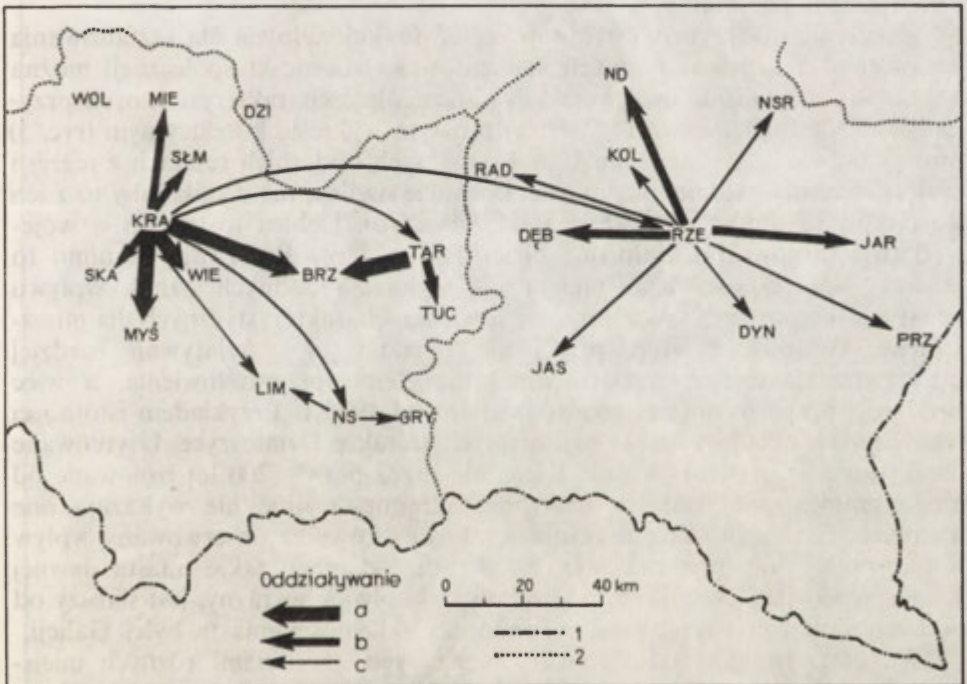 WOL
MIE
DZI
SŁM
KRA
SKA
WIE
MYŚ
BRZ
TAR
TUC
LIM
NS
GRY
ND
NSR
KOL
RAD
DĘB
RZE
JAR
DYN
PRZ
JAS
Oddziaływanie
a
b
c
0 20 40 km
1
2